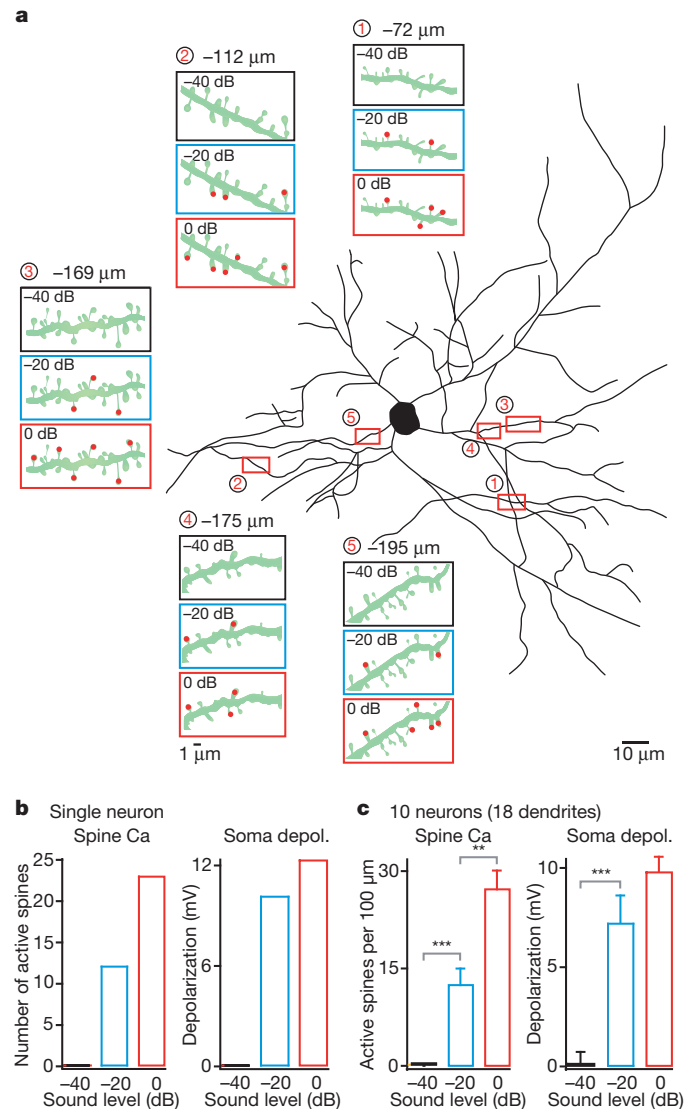 a
① –72 µm
–40 dB
–20 dB
0 dB
② –112 µm
–40 dB
–20 dB
0 dB
③ –169 µm
–40 dB
–20 dB
0 dB
④ –175 µm
–40 dB
–20 dB
0 dB
⑤ –195 µm
–40 dB
–20 dB
0 dB
⑤
②
③
④
①
1 µm
10 µm
b Single neuron
Spine Ca
Number of active spines
25
20
15
10
5
0
–40 –20 0
Sound level (dB)
Soma depol.
Depolarization (mV)
12
6
0
–40 –20 0
(dB)
c 10 neurons (18 dendrites)
Spine Ca
Active spines per 100 µm
30
15
0
***
**
–40 –20 0
Sound level (dB)
Soma depol.
Depolarization (mV)
10
5
0
***
–40 –20 0
(dB)